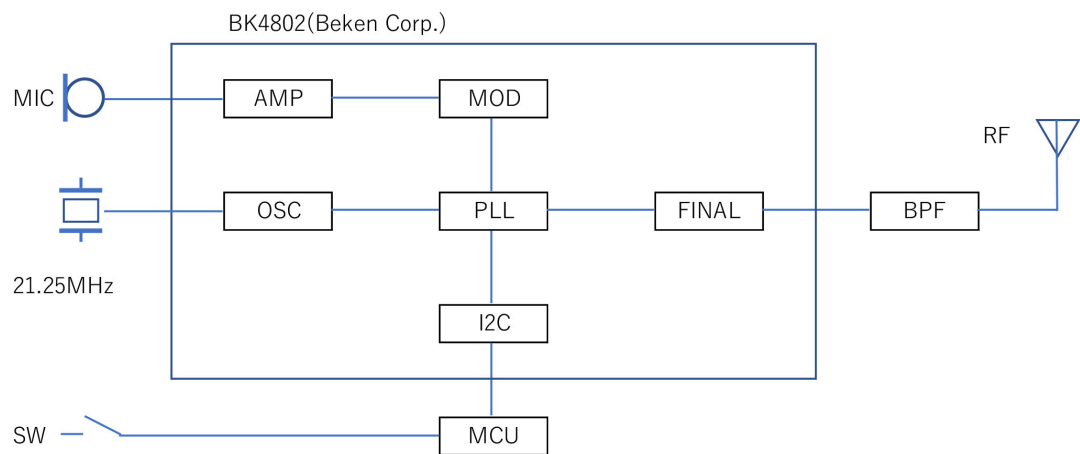 BK4802(Beken Corp.)
MIC
AMP
MOD
RF
OSC
PLL
FINAL
BPF
21.25MHz
I2C
SW
MCU